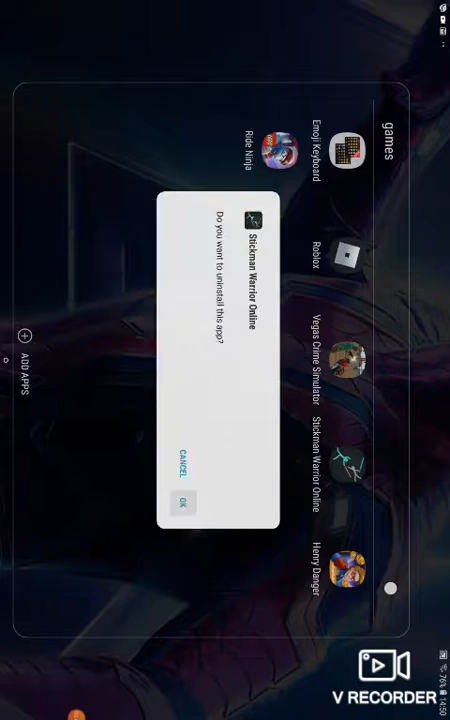 games
Emoji Keyboard
Roblox
Vegas Crime Simulator
Stickman Warrior Online
Henry Danger
Ride Ninja
Stickman Warrior Online
Do you want to uninstall this app?
CANCEL
OK
ADD APPS
76% 14:50
V RECORDER